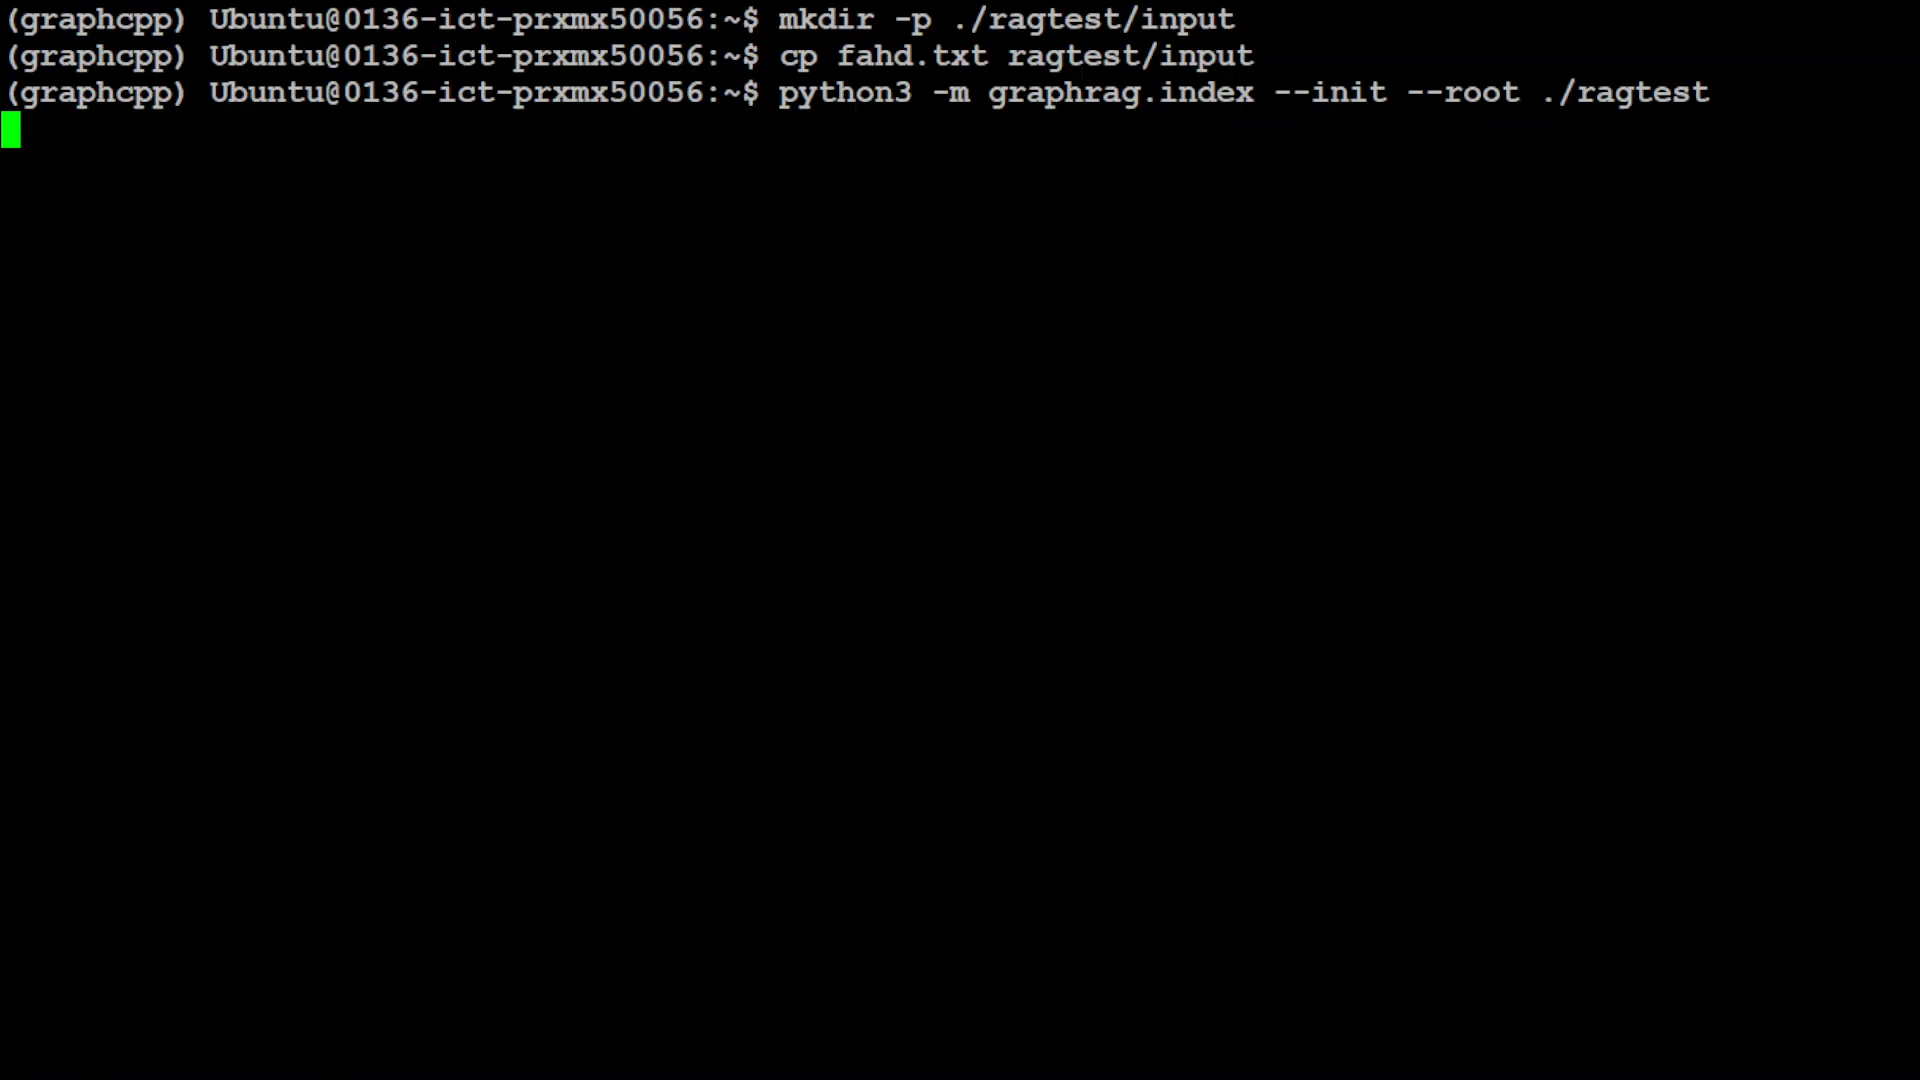 (graphcpp) Ubuntu@0136-ict-prxmx50056:~$ mkdir -p ./ragtest/input
(graphcpp) Ubuntu@0136-ict-prxmx50056:~$ cp fahd.txt ragtest/input
(graphcpp) Ubuntu@0136-ict-prxmx50056:~$ python3 -m graphrag.index --init --root ./ragtest